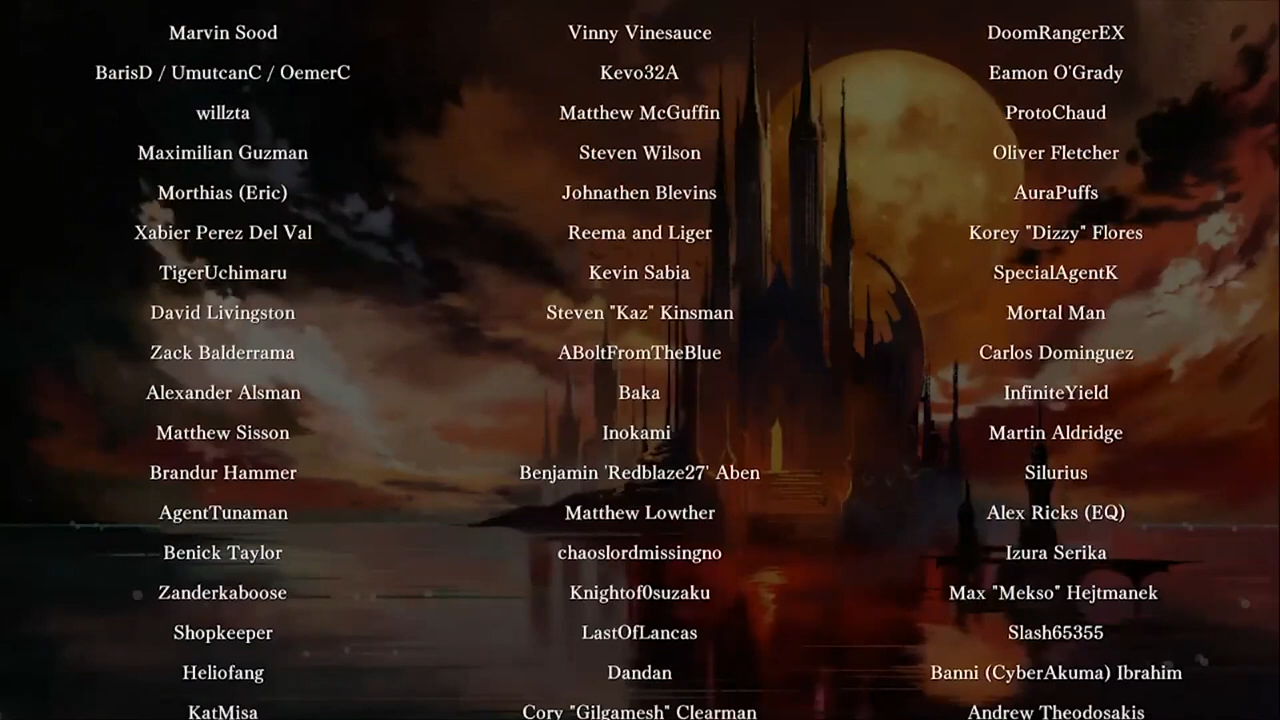 Marvin Sood
Vinny Vinesauce
DoomRangerEX
BarisD / UmutcanC / OemerC
Kevo32A
Eamon O'Grady
willzta
Matthew McGuffin
ProtoChaud
Maximilian Guzman
Steven Wilson
Oliver Fletcher
Morthias (Eric)
Johnathen Blevins
AuraPuffs
Xabier Perez Del Val
Reema and Liger
Korey "Dizzy" Flores
TigerUchimaru
Kevin Sabia
SpecialAgentK
David Livingston
Steven "Kaz" Kinsman
Mortal Man
Zack Balderrama
ABoltFromTheBlue
Carlos Dominguez
Alexander Alsman
Baka
InfiniteYield
Matthew Sisson
Inokami
Martin Aldridge
Brandur Hammer
Benjamin 'Redblaze27' Aben
Silurius
AgentTunaman
Matthew Lowther
Alex Ricks (EQ)
Benick Taylor
chaoslordmissingno
Izura Serika
Zanderkaboose
Knightof0suzaku
Max "Mekso" Hejtmanek
Shopkeeper
LastOfLancas
Slash65355
Heliofang
Dandan
Banni (CyberAkuma) Ibrahim
KatMisa
Cory "Gilgamesh" Clearman
Andrew Theodosakis